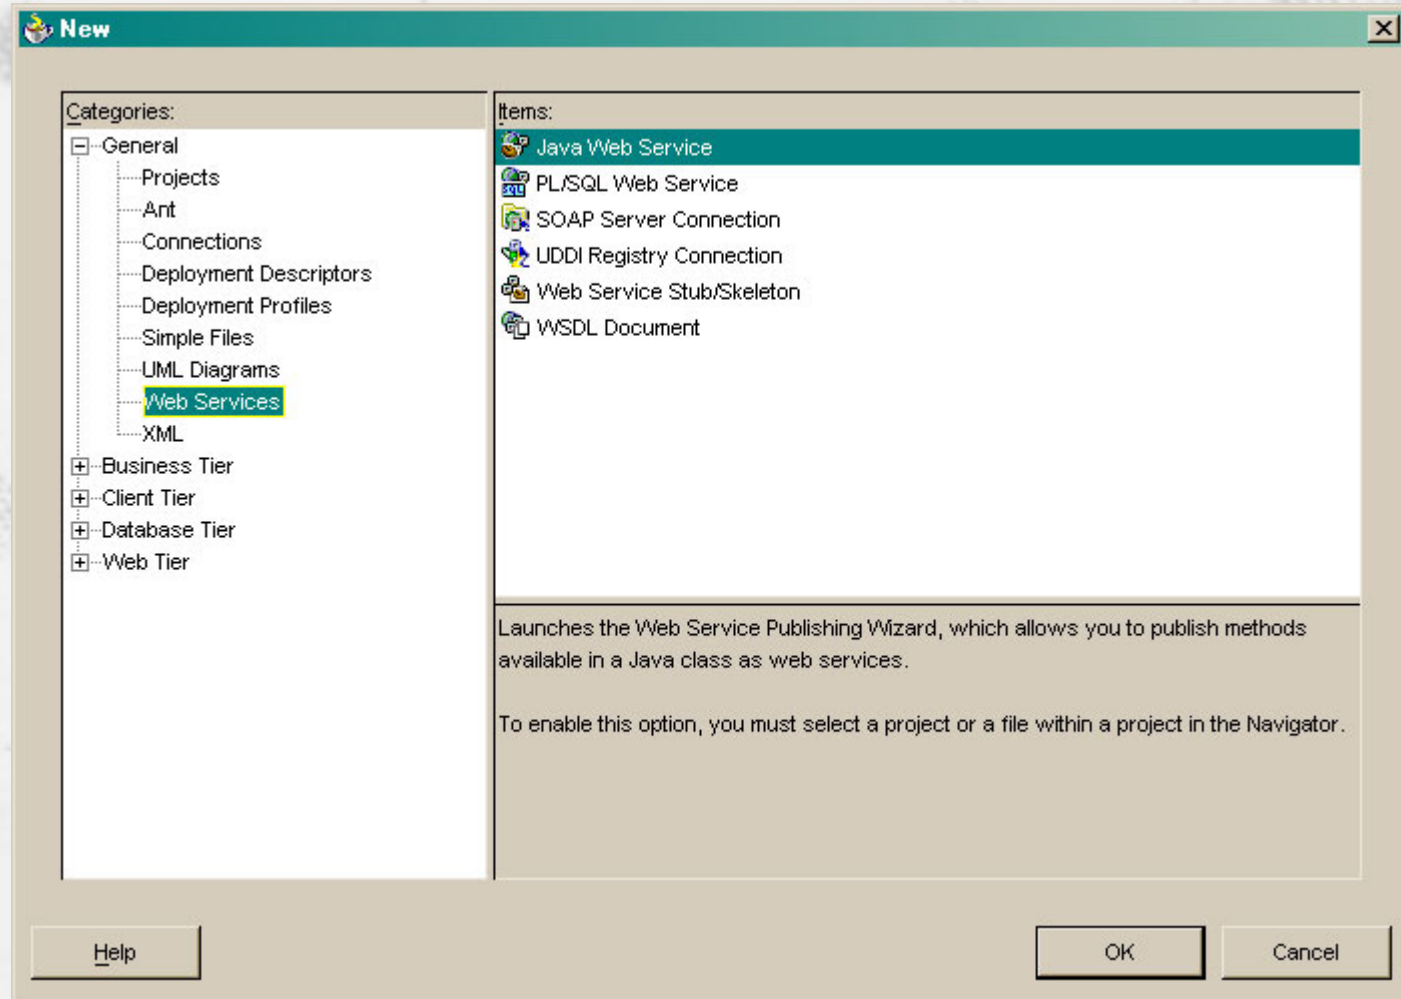 New
Categories:
General
Projects
Ant
Connections
Deployment Descriptors
Deployment Profiles
Simple Files
UML Diagrams
Web Services
XML
Business Tier
Client Tier
Database Tier
Web Tier
Items:
Java Web Service
PL/SQL Web Service
SOAP Server Connection
UDDI Registry Connection
Web Service Stub/Skeleton
WSDL Document
Launches the Web Service Publishing Wizard, which allows you to publish methods
available in a Java class as web services.
To enable this option, you must select a project or a file within a project in the Navigator.
Help
OK
Cancel